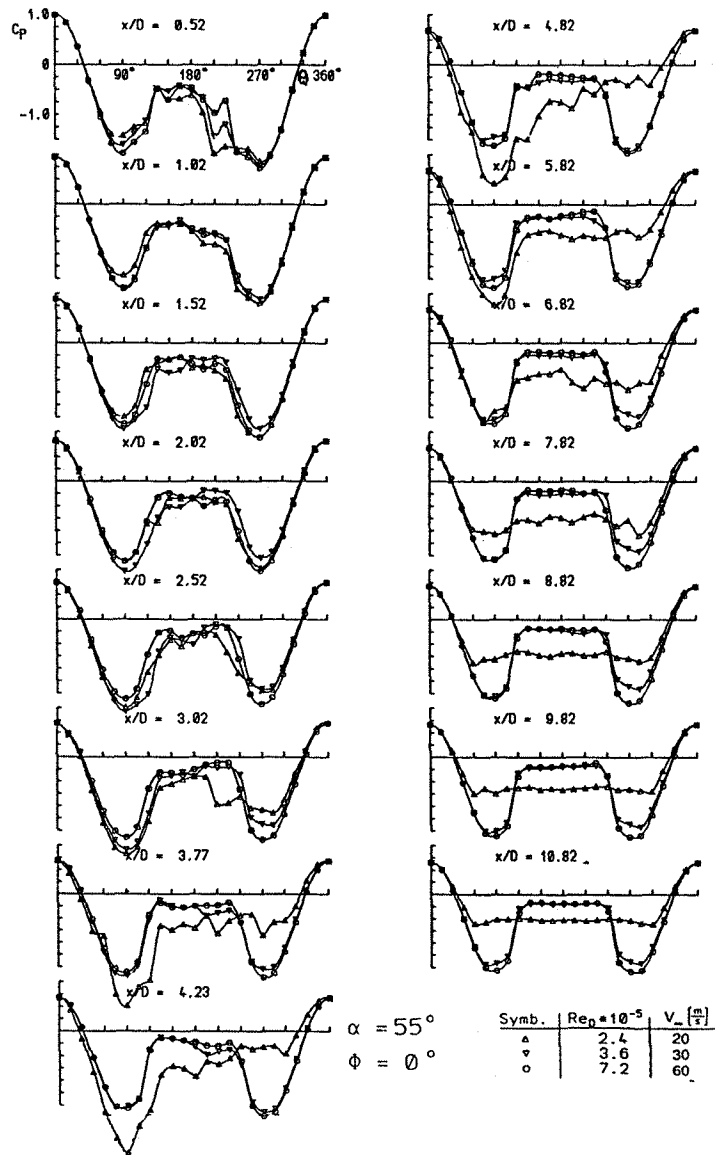 x/D = 0.52
1.0
Cp
0
-1.0
90° 180° 270° 360°
x/D = 1.02
x/D = 1.52
x/D = 2.02
x/D = 2.52
x/D = 3.02
x/D = 3.77
x/D = 4.23
x/D = 4.82
x/D = 5.82
x/D = 6.82
x/D = 7.82
x/D = 8.82
x/D = 9.82
x/D = 10.82
α = 55°
Φ = 0°
Symb. Re_D*10^-5 V_∞ [m/s]
△ 2.4 20
▽ 3.6 30
○ 7.2 60